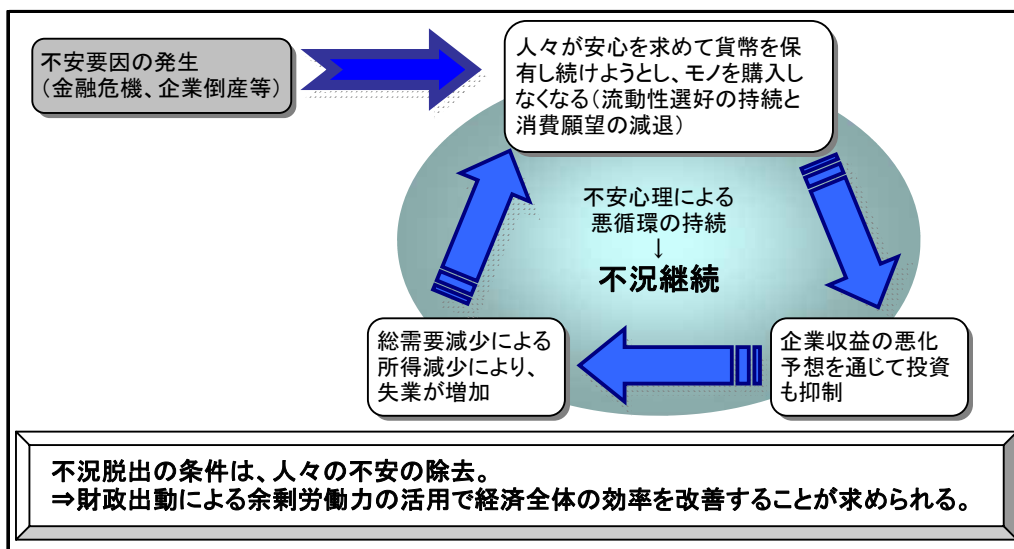 不安要因の発生
(金融危機、企業倒産等)
人々が安心を求めて貨幣を保
有し続けようとし、モノを購入し
なくなる(流動性選好の持続と
消費願望の減退)
不安心理による
悪循環の持続
↓
不況継続
総需要減少による
所得減少により、
失業が増加
企業収益の悪化
予想を通じて投資
も抑制
不況脱出の条件は、人々の不安の除去。
⇒財政出動による余剰労働力の活用で経済全体の効率を改善することが求められる。